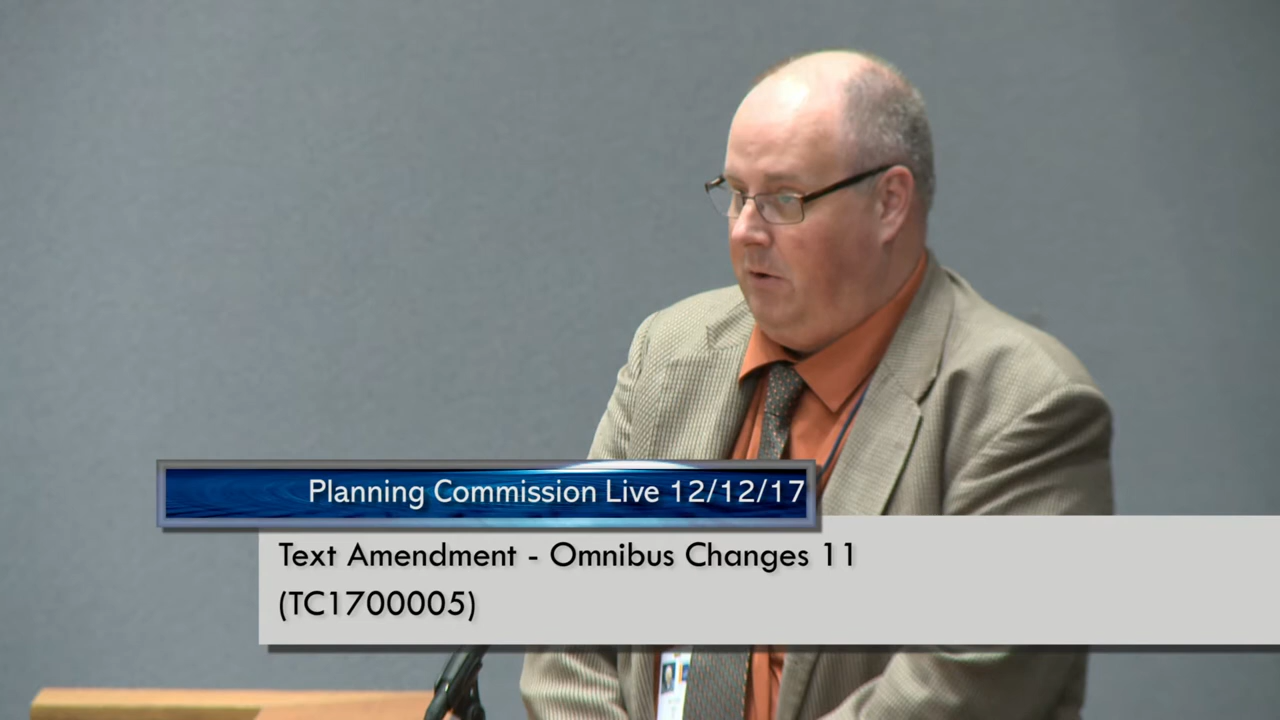 Planning Commission Live 12/12/17
Text Amendment - Omnibus Changes 11
(TC1700005)